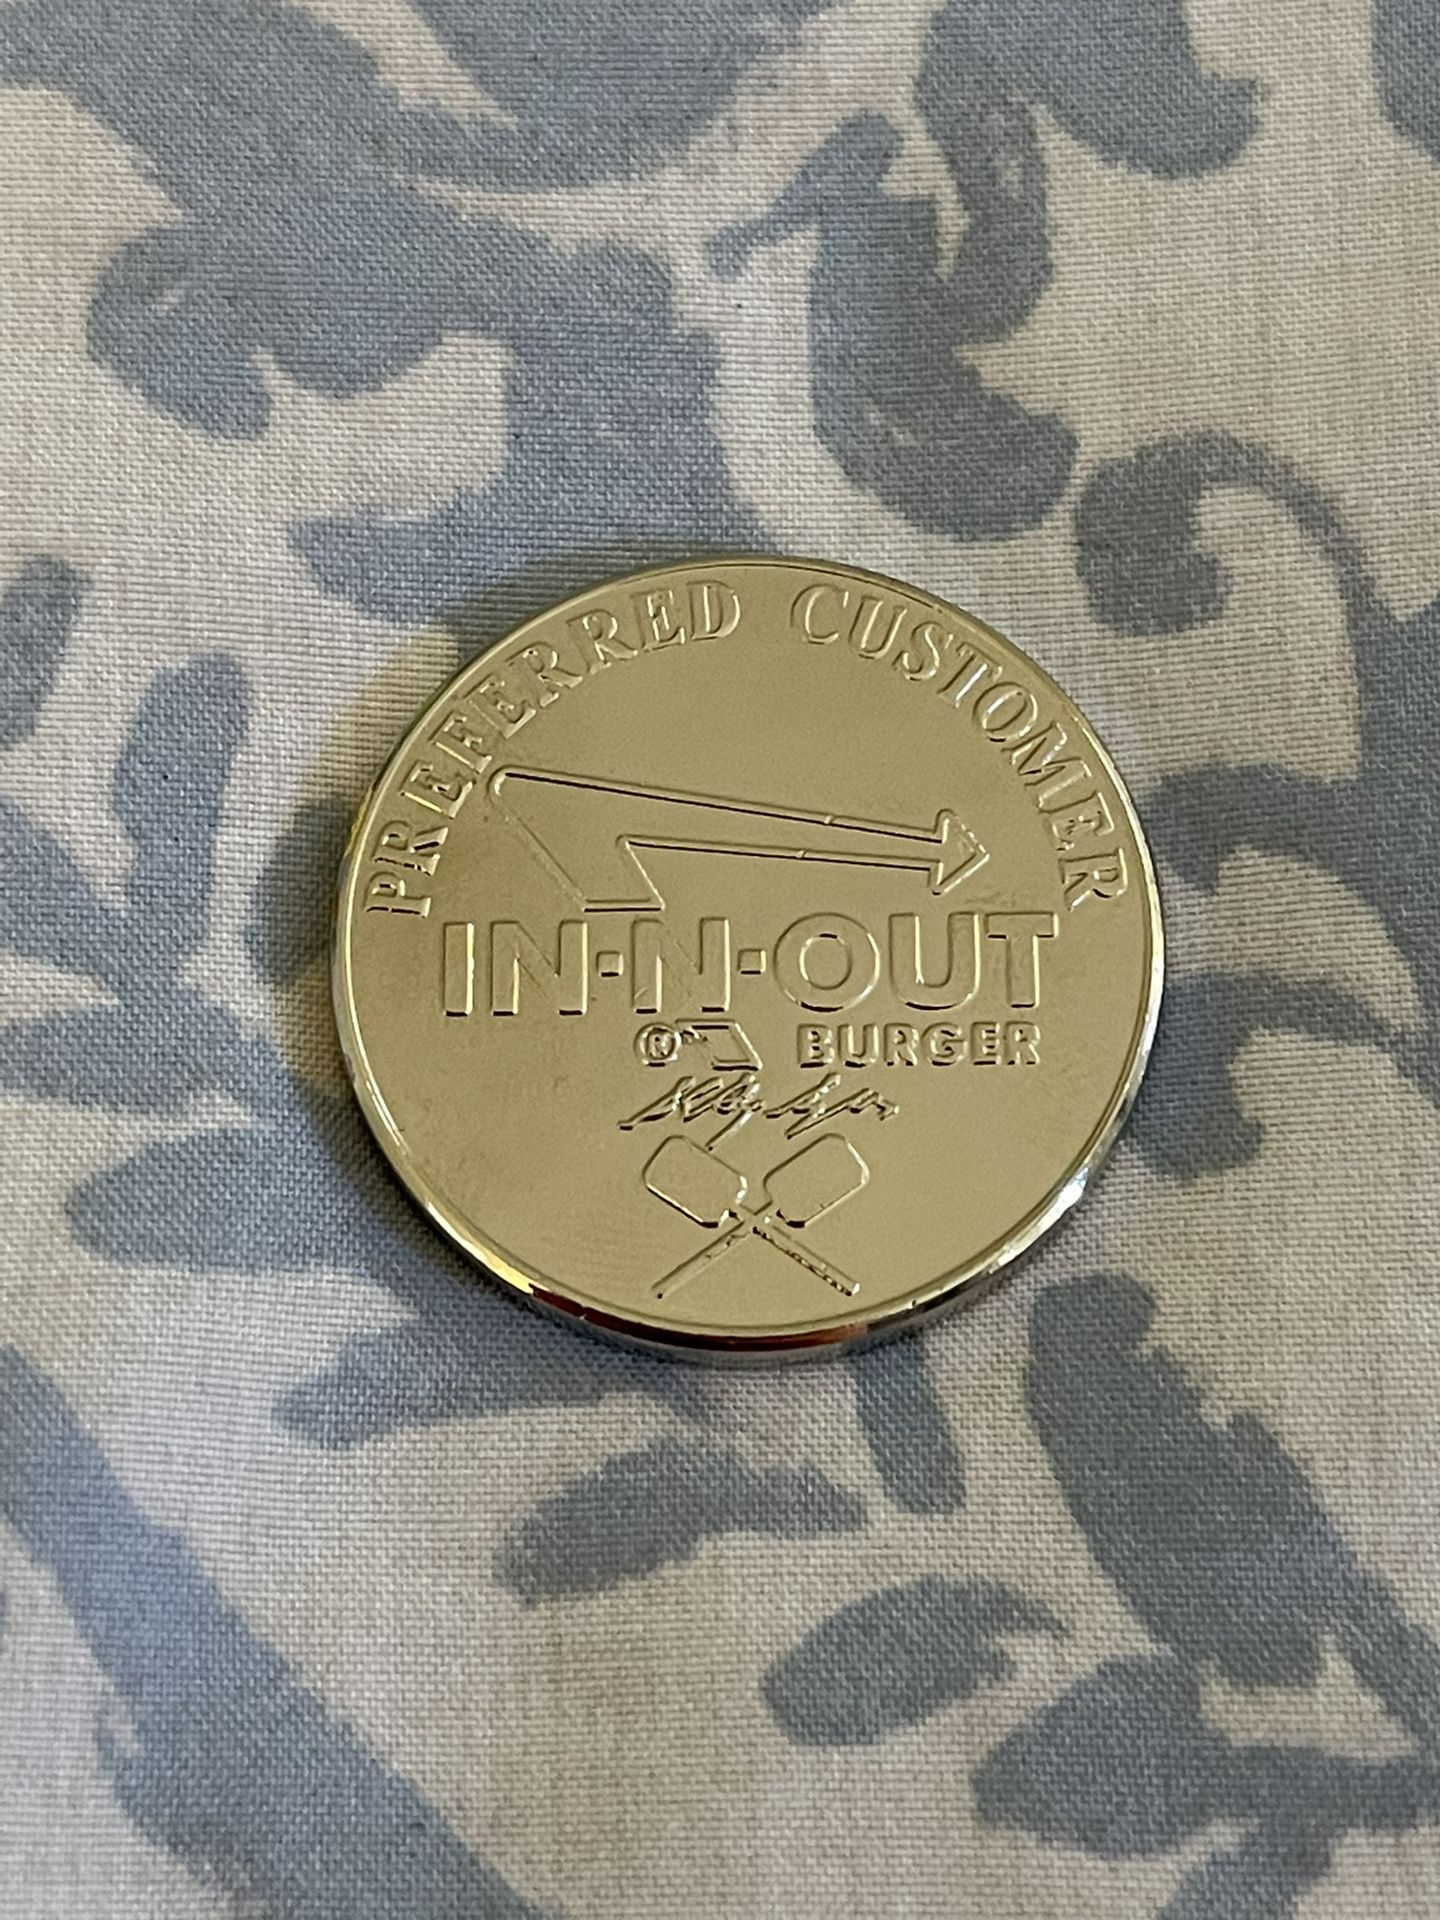 PREFERRED CUSTOMER
IN-N-OUT
® BURGER